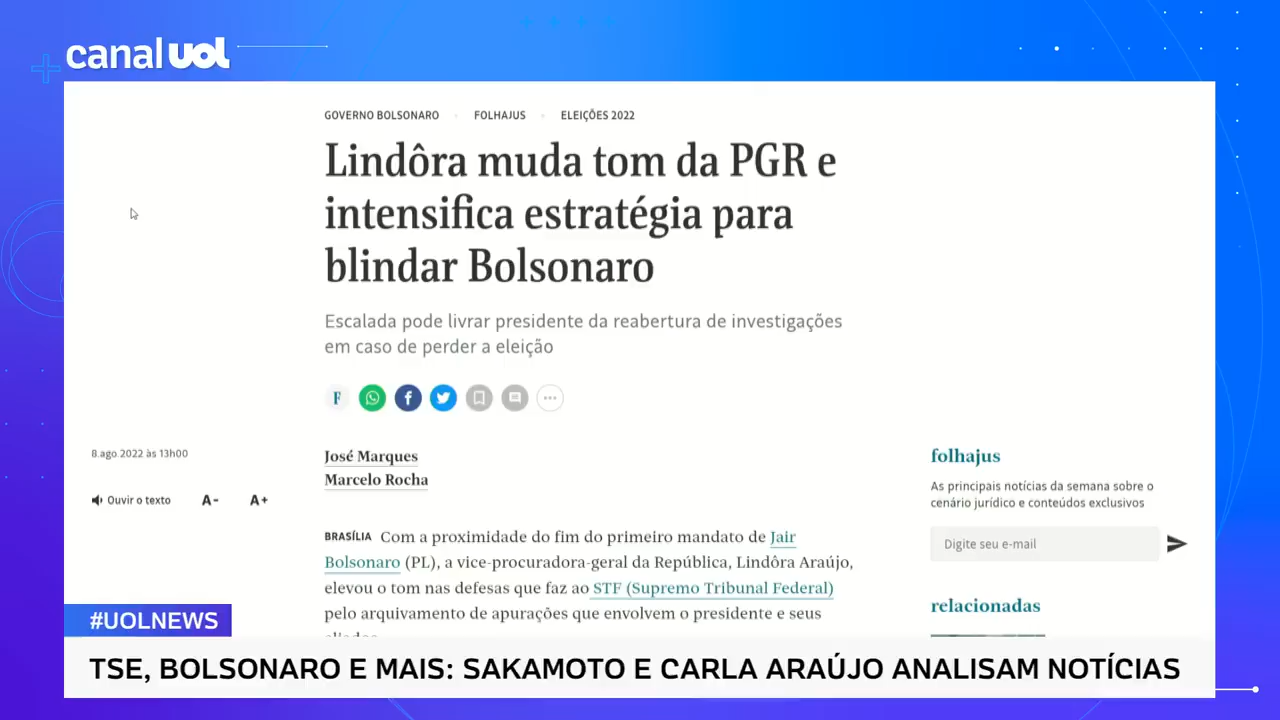 canal uol
GOVERNO BOLSONARO
FOLHAJUS
ELEIÇÕES 2022
Lindôra muda tom da PGR e
intensifica estratégia para
blindar Bolsonaro
Escalada pode livrar presidente da reabertura de investigações
em caso de perder a eleição
F
8.ago.2022 às 13h00
Ouvir o texto
A-
A+
José Marques
Marcelo Rocha
BRASÍLIA Com a proximidade do fim do primeiro mandato de Jair
Bolsonaro (PL), a vice-procuradora-geral da República, Lindôra Araújo,
elevou o tom nas defesas que faz ao STF (Supremo Tribunal Federal)
pelo arquivamento de apurações que envolvem o presidente e seus
folhajus
As principais notícias da semana sobre o
cenário jurídico e conteúdos exclusivos
Digite seu e-mail
relacionadas
#UOLNEWS
TSE, BOLSONARO E MAIS: SAKAMOTO E CARLA ARAÚJO ANALISAM NOTÍCIAS